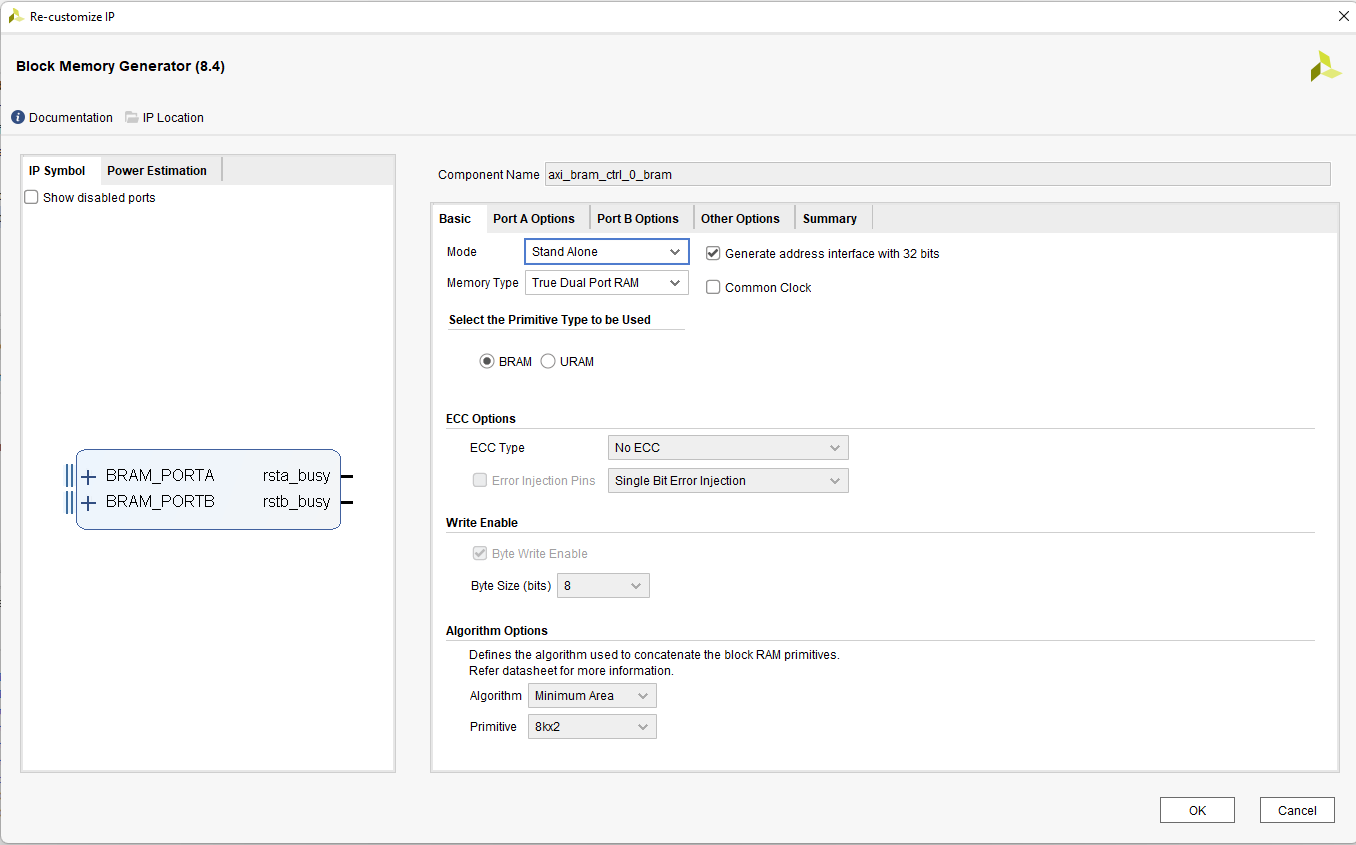 Re-customize IP
Block Memory Generator (8.4)
Documentation IP Location
IP Symbol Power Estimation
Show disabled ports
BRAM_PORTA rsta_busy
BRAM_PORTB rstb_busy
Component Name axi_bram_ctrl_0_bram
Basic Port A Options Port B Options Other Options Summary
Mode Stand Alone Generate address interface with 32 bits
Memory Type True Dual Port RAM Common Clock
Select the Primitive Type to be Used
BRAM URAM
ECC Options
ECC Type No ECC
Error Injection Pins Single Bit Error Injection
Write Enable
Byte Write Enable
Byte Size (bits) 8
Algorithm Options
Defines the algorithm used to concatenate the block RAM primitives.
Refer datasheet for more information.
Algorithm Minimum Area
Primitive 8kx2
OK Cancel